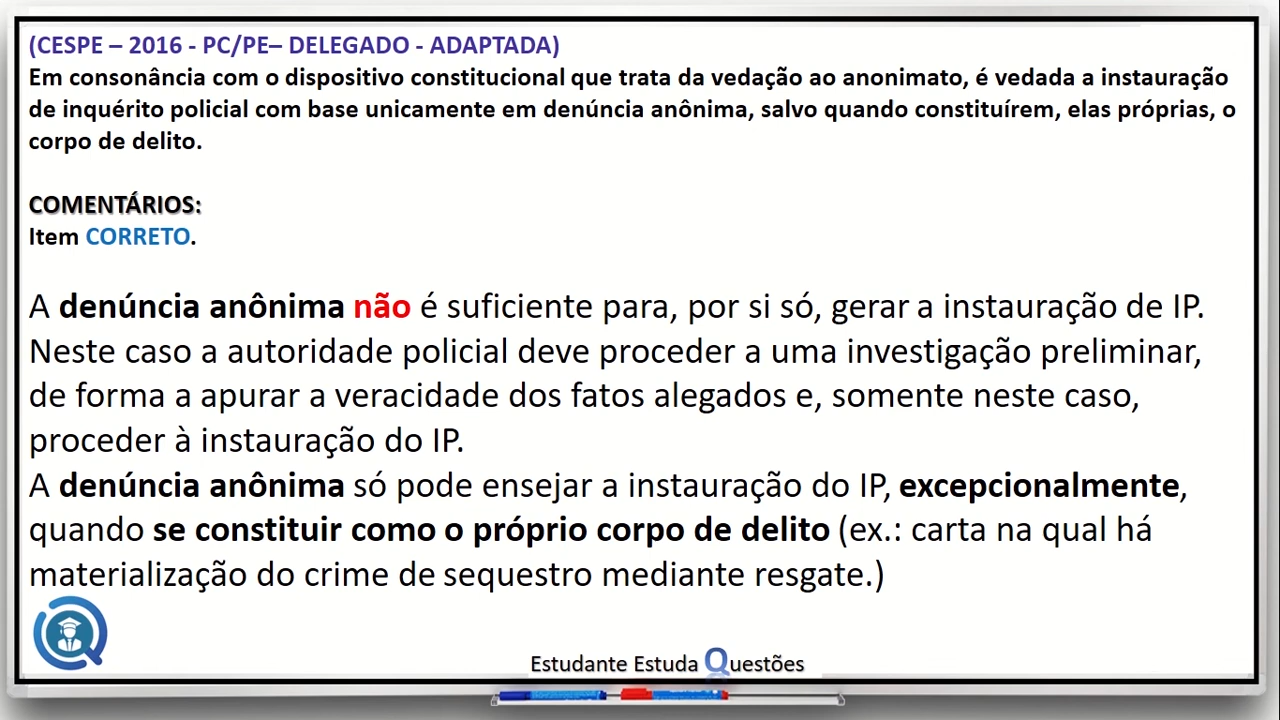 (CESPE – 2016 - PC/PE– DELEGADO - ADAPTADA)
Em consonância com o dispositivo constitucional que trata da vedação ao anonimato, é vedada a instauração
de inquérito policial com base unicamente em denúncia anônima, salvo quando constituírem, elas próprias, o
corpo de delito.
COMENTÁRIOS:
Item CORRETO.
A denúncia anônima não é suficiente para, por si só, gerar a instauração de IP.
Neste caso a autoridade policial deve proceder a uma investigação preliminar,
de forma a apurar a veracidade dos fatos alegados e, somente neste caso,
proceder à instauração do IP.
A denúncia anônima só pode ensejar a instauração do IP, excepcionalmente,
quando se constituir como o próprio corpo de delito (ex.: carta na qual há
materialização do crime de sequestro mediante resgate.)
Estudante Estuda Questões